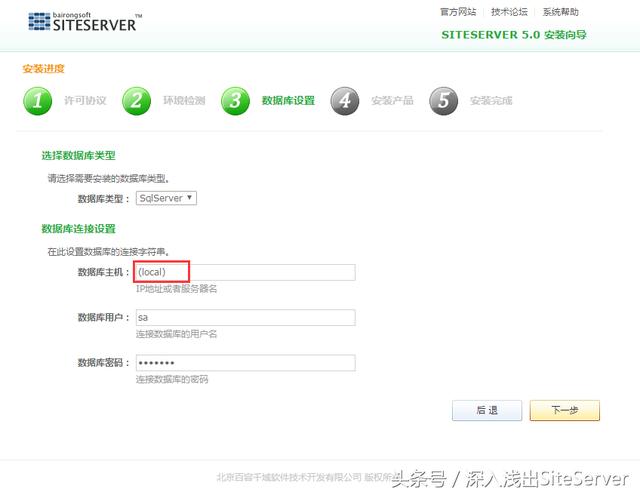 官方网站 技术论坛 系统帮助
bairongsoft
SITESERVER™
SITESERVER 5.0 安装向导
安装进度
1 许可协议 2 环境检测 3 数据库设置 4 安装产品 5 安装完成
选择数据库类型
请选择需要安装的数据库类型。
数据库类型： SqlServer
数据库连接设置
在此设置数据库的连接字符串。
数据库主机： (local)
IP地址或者服务器名
数据库用户： sa
连接数据库的用户名
数据库密码： •••••••
连接数据库的密码
后 退 下一步
北京百容千域软件技术开发有限公司 版权所
头条号 / 深入浅出SiteServer